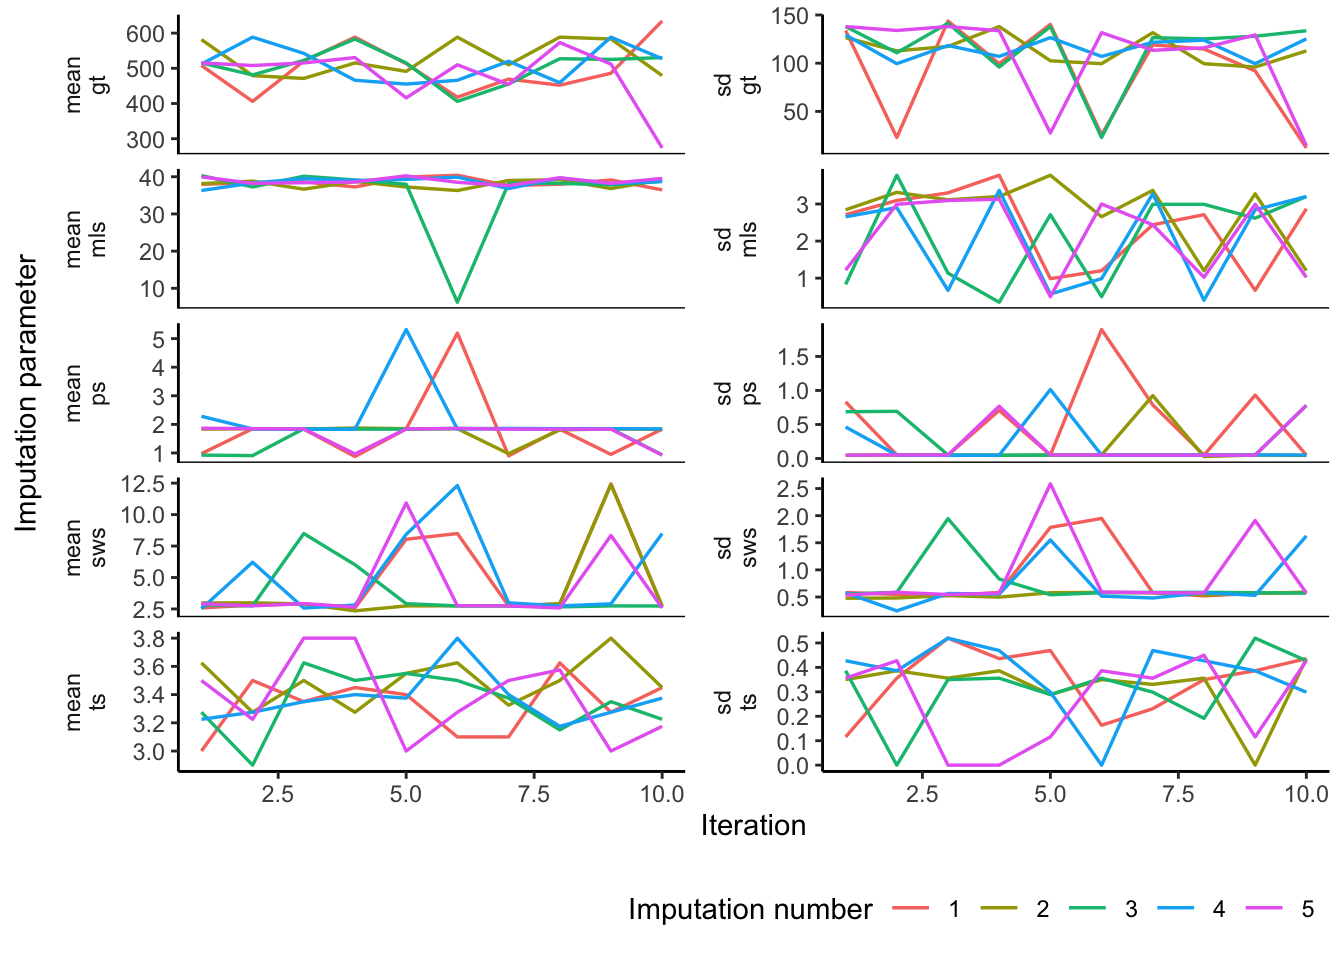 Imputation parameter
mean
gt
600
500
400
300
sd
gt
150
100
50
mean
mls
40
30
20
10
sd
mls
3
2
1
mean
ps
5
4
3
2
1
sd
ps
1.5
1.0
0.5
0.0
mean
sws
12.5
10.0
7.5
5.0
2.5
sd
sws
2.5
2.0
1.5
1.0
0.5
mean
ts
3.8
3.6
3.4
3.2
3.0
sd
ts
0.5
0.4
0.3
0.2
0.1
0.0
2.5 5.0 7.5 10.0
2.5 5.0 7.5 10.0
Iteration
Imputation number 1 2 3 4 5